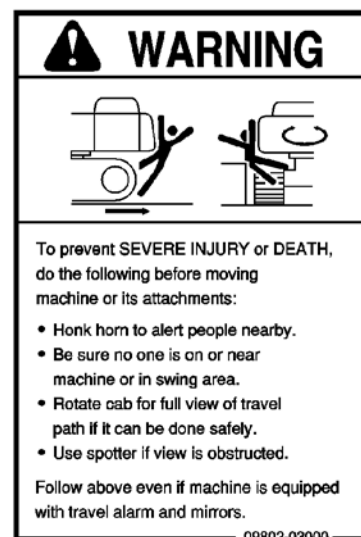 WARNING
To prevent SEVERE INJURY or DEATH,
do the following before moving
machine or its attachments:
• Honk horn to alert people nearby.
• Be sure no one is on or near
machine or in swing area.
• Rotate cab for full view of travel
path if it can be done safely.
• Use spotter if view is obstructed.
Follow above even if machine is equipped
with travel alarm and mirrors.
09802-03000